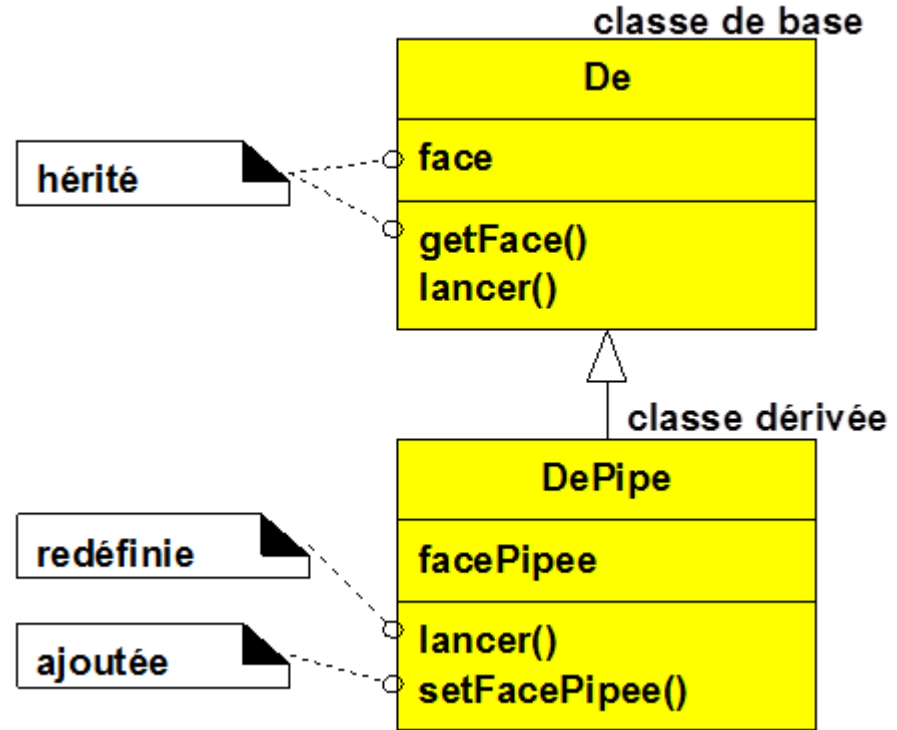 classe de base
De
hérité
face
getFace()
lancer()
classe dérivée
DePipe
redéfinie
facePipee
lancer()
ajoutée
setFacePipee()